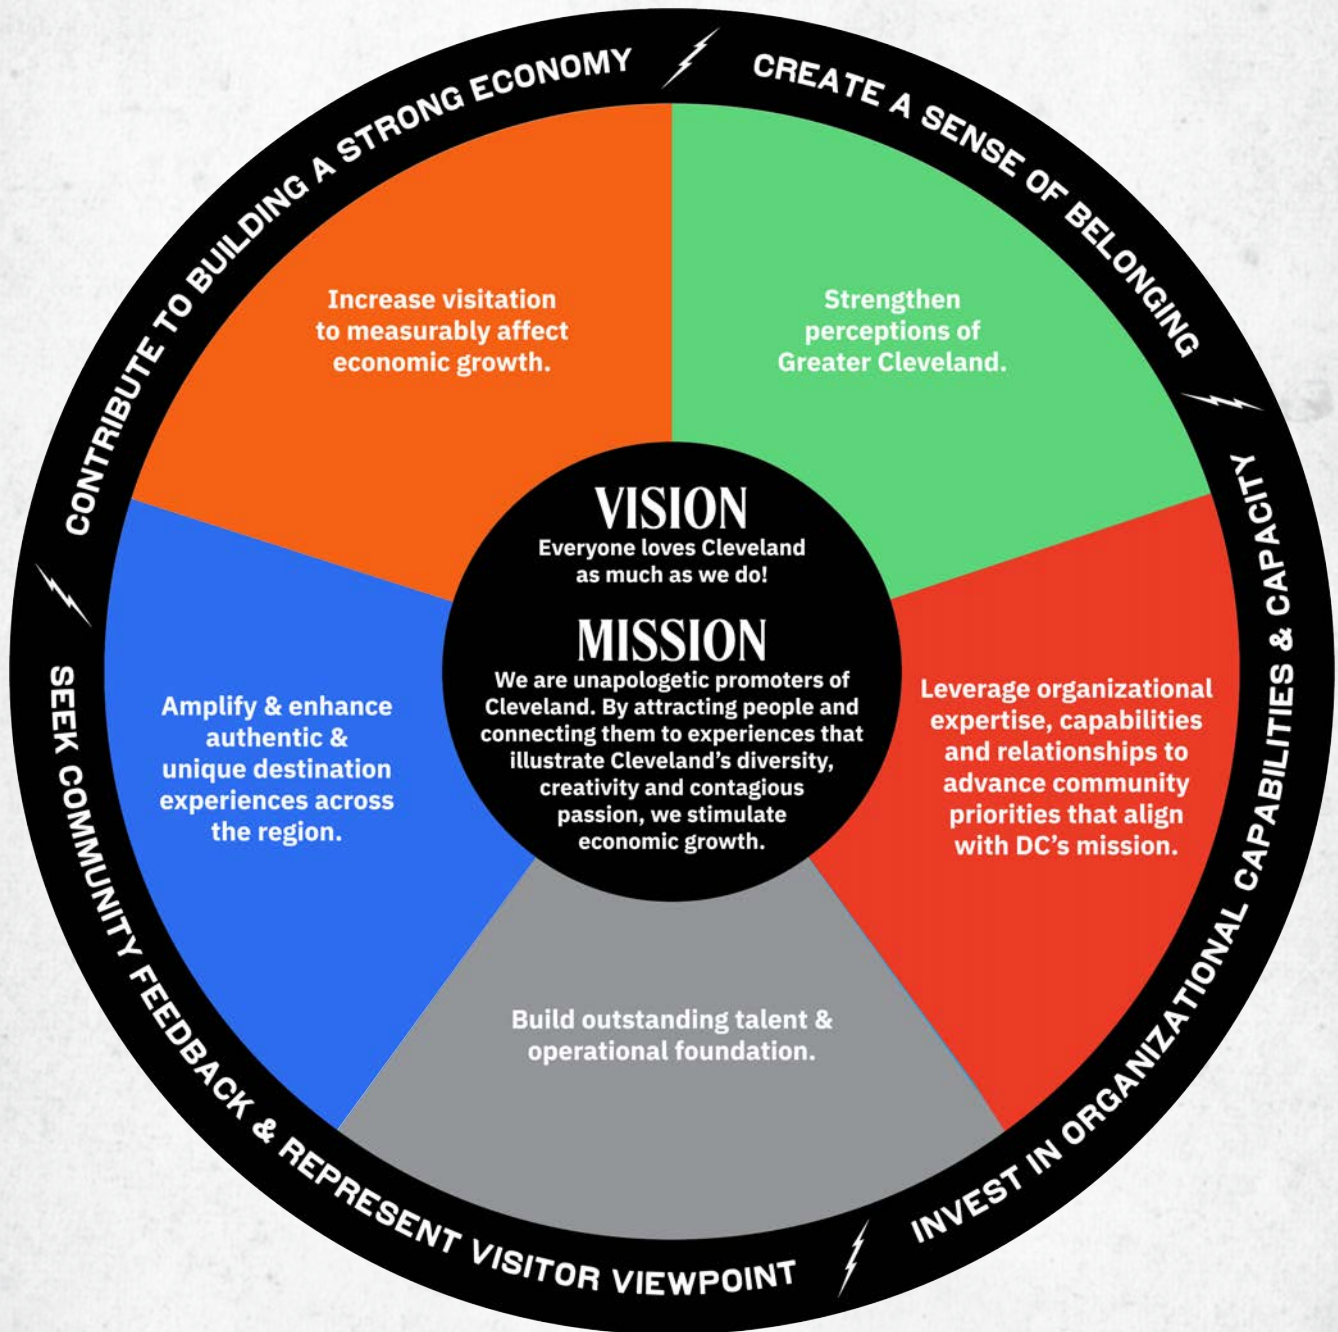 CONTRIBUTE TO BUILDING A STRONG ECONOMY
CREATE A SENSE OF BELONGING
INVEST IN ORGANIZATIONAL CAPABILITIES & CAPACITY
SEEK COMMUNITY FEEDBACK & REPRESENT VISITOR VIEWPOINT
Increase visitation
to measurably affect
economic growth.
Strengthen
perceptions of
Greater Cleveland.
VISION
Everyone loves Cleveland
as much as we do!
MISSION
We are unapologetic promoters of
Cleveland. By attracting people and
connecting them to experiences that
illustrate Cleveland’s diversity,
creativity and contagious
passion, we stimulate
economic growth.
Leverage organizational
expertise, capabilities
and relationships to
advance community
priorities that align
with DC’s mission.
Amplify & enhance
authentic &
unique destination
experiences across
the region.
Build outstanding talent &
operational foundation.